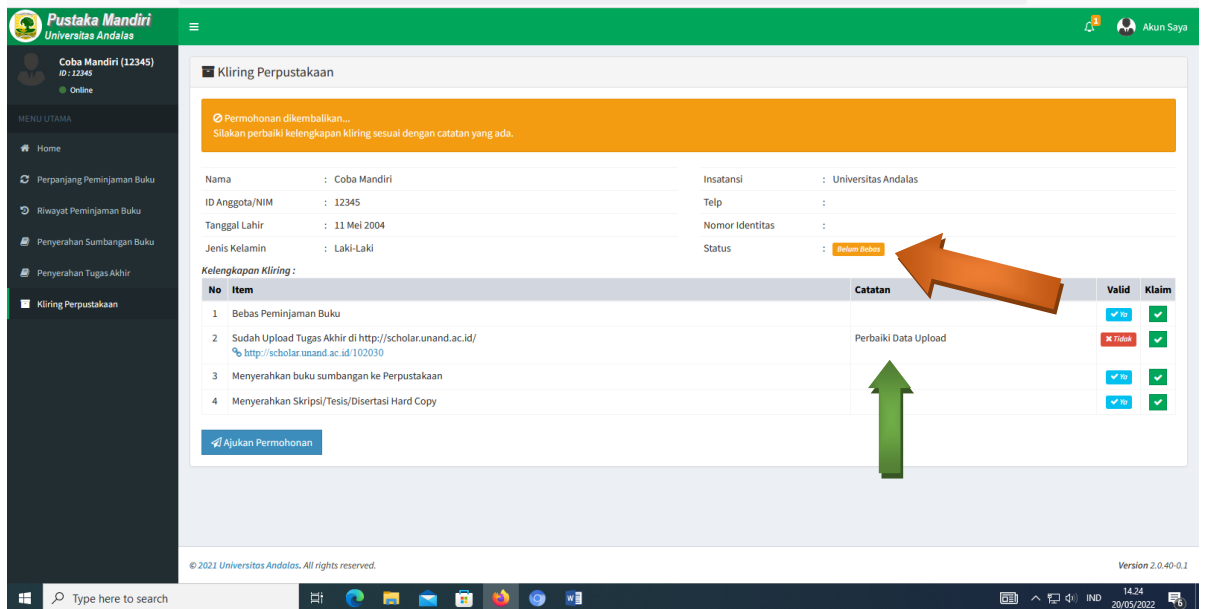 Pustaka Mandiri
Universitas Andalas
1
Akun Saya
Coba Mandiri (12345)
ID : 12345
Online
MENU UTAMA
Home
Perpanjang Peminjaman Buku
Riwayat Peminjaman Buku
Penyerahan Sumbangan Buku
Penyerahan Tugas Akhir
Kliring Perpustakaan
Kliring Perpustakaan
Permohonan dikembalikan...
Silakan perbaiki kelengkapan kliring sesuai dengan catatan yang ada.
Nama : Coba Mandiri
ID Anggota/NIM : 12345
Tanggal Lahir : 11 Mei 2004
Jenis Kelamin : Laki-Laki
Insatansi : Universitas Andalas
Telp :
Nomor Identitas :
Status : Belum Bebas
Kelengkapan Kliring :
No Item Catatan Valid Klaim
1 Bebas Peminjaman Buku Ya
2 Sudah Upload Tugas Akhir di http://scholar.unand.ac.id/ Perbaiki Data Upload Tidak
http://scholar.unand.ac.id/102030
3 Menyerahkan buku sumbangan ke Perpustakaan Ya
4 Menyerahkan Skripsi/Tesis/Disertasi Hard Copy Ya
Ajukan Permohonan
© 2021 Universitas Andalas. All rights reserved.
Version 2.0.40-0.1
Type here to search
IND
14.24
20/05/2022
6